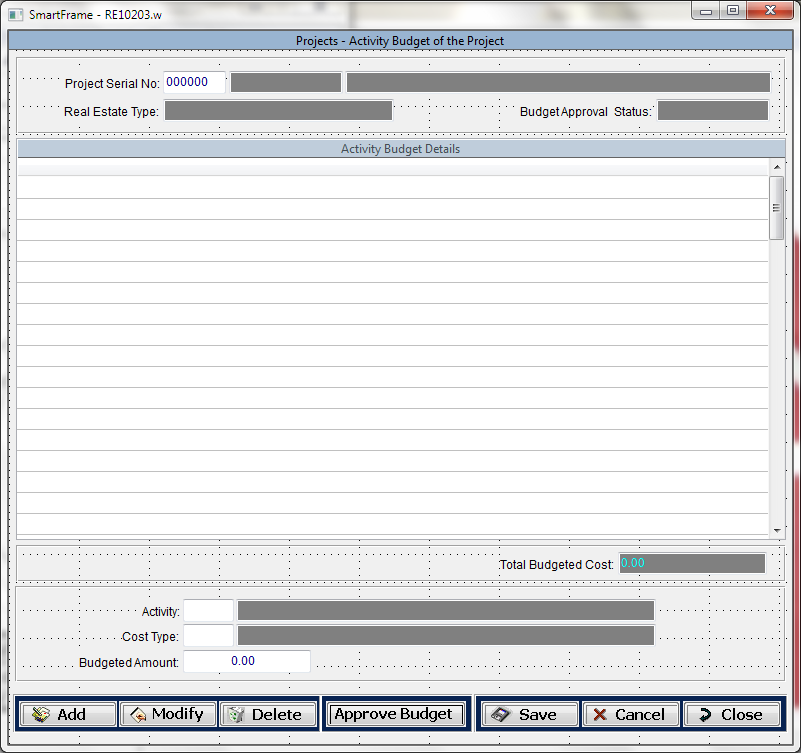 SmartFrame - RE10203.w
Projects - Activity Budget of the Project
Project Serial No: 000000
Real Estate Type: Budget Approval Status:
Activity Budget Details
Total Budgeted Cost: 0.00
Activity:
Cost Type:
Budgeted Amount: 0.00
Add Modify Delete Approve Budget Save Cancel Close